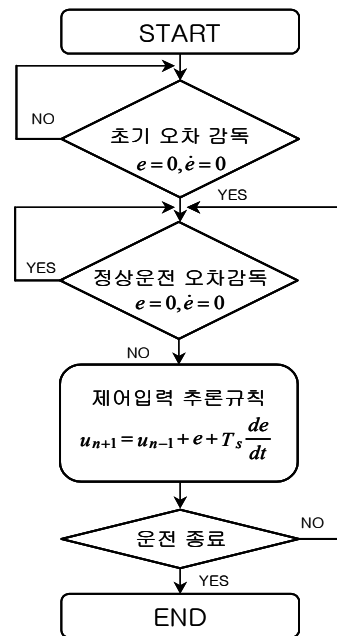 START
초기 오차 감독
e = 0, ė = 0
NO
YES
정상운전 오차감독
e = 0, ė = 0
YES
NO
제어입력 추론규칙
u_{n+1} = u_{n-1} + e + T_s \frac{de}{dt}
운전 종료
NO
YES
END